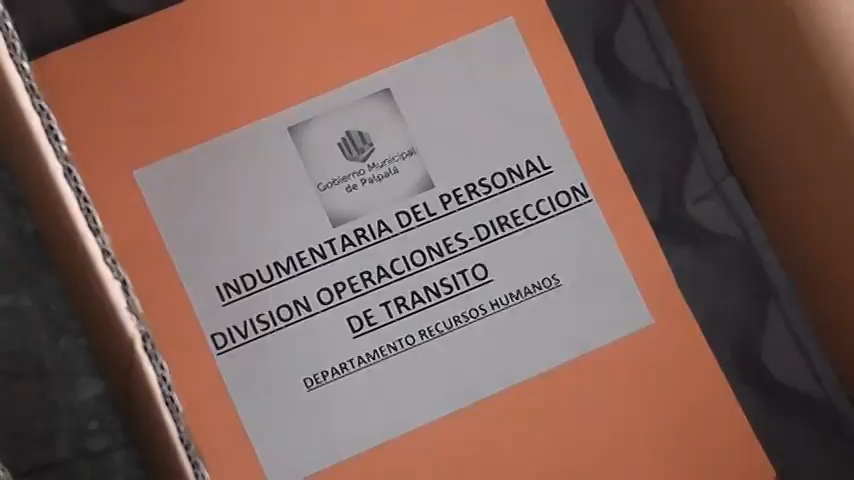 Gobierno Municipal
de Palpalá
INDUMENTARIA DEL PERSONAL
DIVISION OPERACIONES-DIRECCION
DE TRANSITO
DEPARTAMENTO RECURSOS HUMANOS